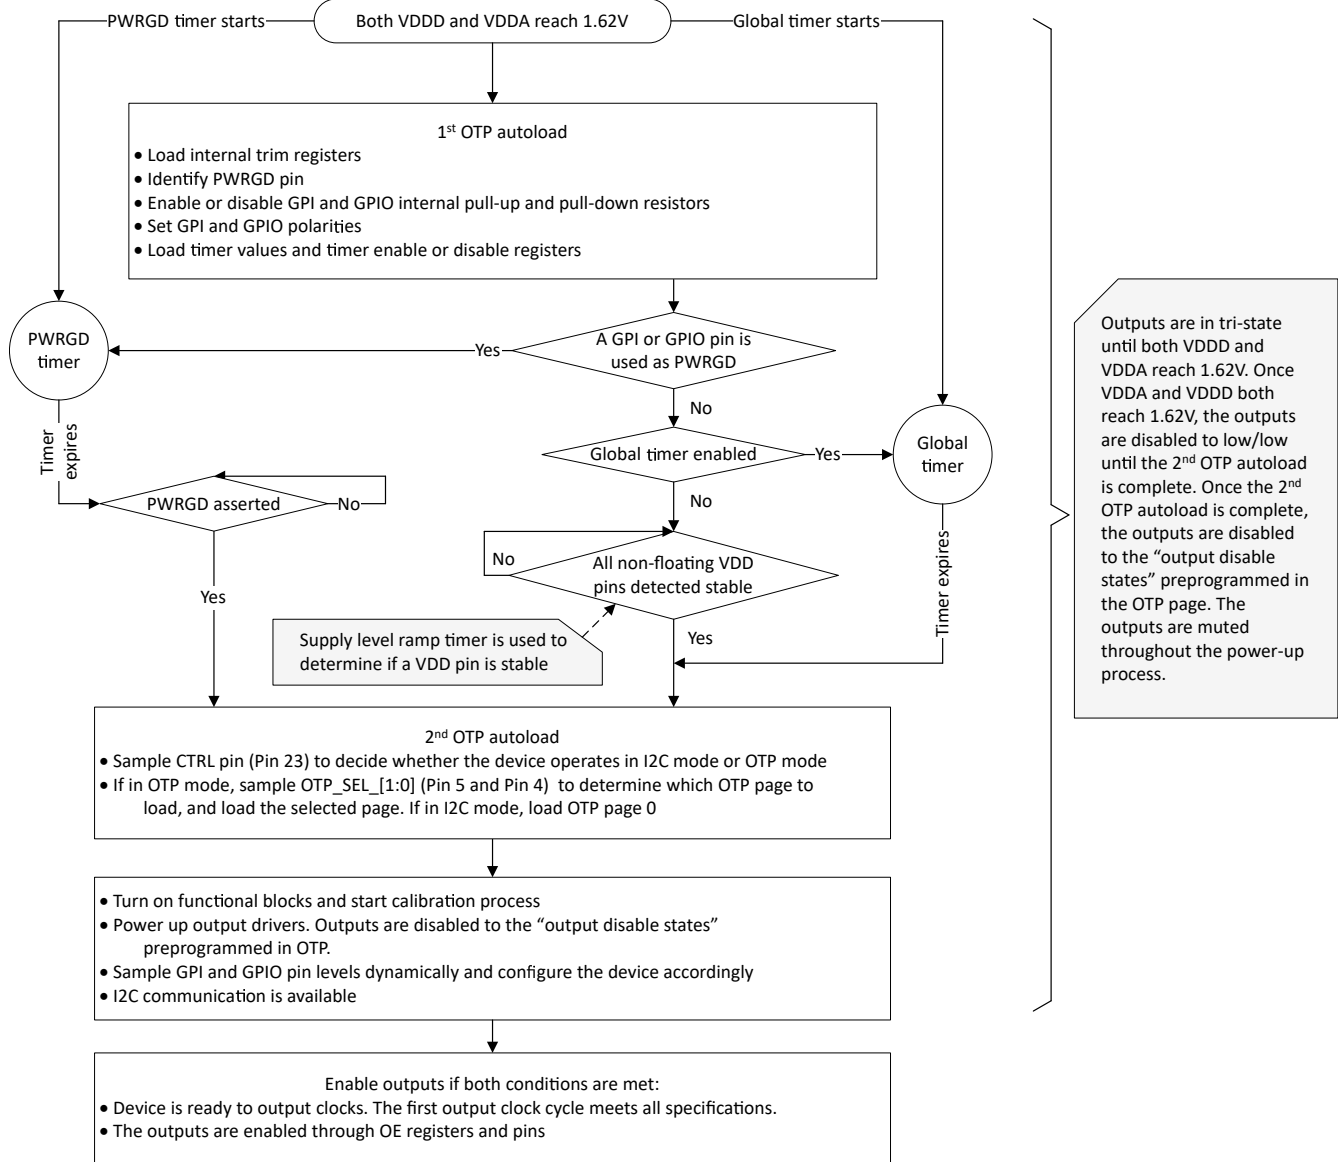 PWRGD timer starts
Both VDDD and VDDA reach 1.62V
Global timer starts
1st OTP autoload
• Load internal trim registers
• Identify PWRGD pin
• Enable or disable GPI and GPIO internal pull-up and pull-down resistors
• Set GPI and GPIO polarities
• Load timer values and timer enable or disable registers
PWRGD
timer
Yes
A GPI or GPIO pin is
used as PWRGD
No
Timer
expires
Global timer enabled
Yes
Global
timer
PWRGD asserted
No
No
No
All non-floating VDD
pins detected stable
Timer expires
Yes
Yes
Supply level ramp timer is used to
determine if a VDD pin is stable
Outputs are in tri-state
until both VDDD and
VDDA reach 1.62V. Once
VDDA and VDDD both
reach 1.62V, the outputs
are disabled to low/low
until the 2nd OTP autoload
is complete. Once the 2nd
OTP autoload is complete,
the outputs are disabled
to the “output disable
states” preprogrammed in
the OTP page. The
outputs are muted
throughout the power-up
process.
2nd OTP autoload
• Sample CTRL pin (Pin 23) to decide whether the device operates in I2C mode or OTP mode
• If in OTP mode, sample OTP_SEL_[1:0] (Pin 5 and Pin 4) to determine which OTP page to
load, and load the selected page. If in I2C mode, load OTP page 0
• Turn on functional blocks and start calibration process
• Power up output drivers. Outputs are disabled to the “output disable states”
preprogrammed in OTP.
• Sample GPI and GPIO pin levels dynamically and configure the device accordingly
• I2C communication is available
Enable outputs if both conditions are met:
• Device is ready to output clocks. The first output clock cycle meets all specifications.
• The outputs are enabled through OE registers and pins